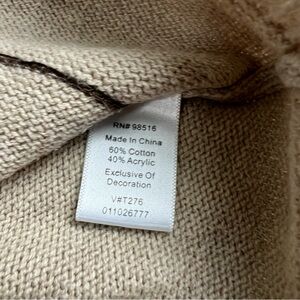 RN# 98516
Made In China
60% Cotton
40% Acrylic
Exclusive Of
Decoration
V#T276
011026777